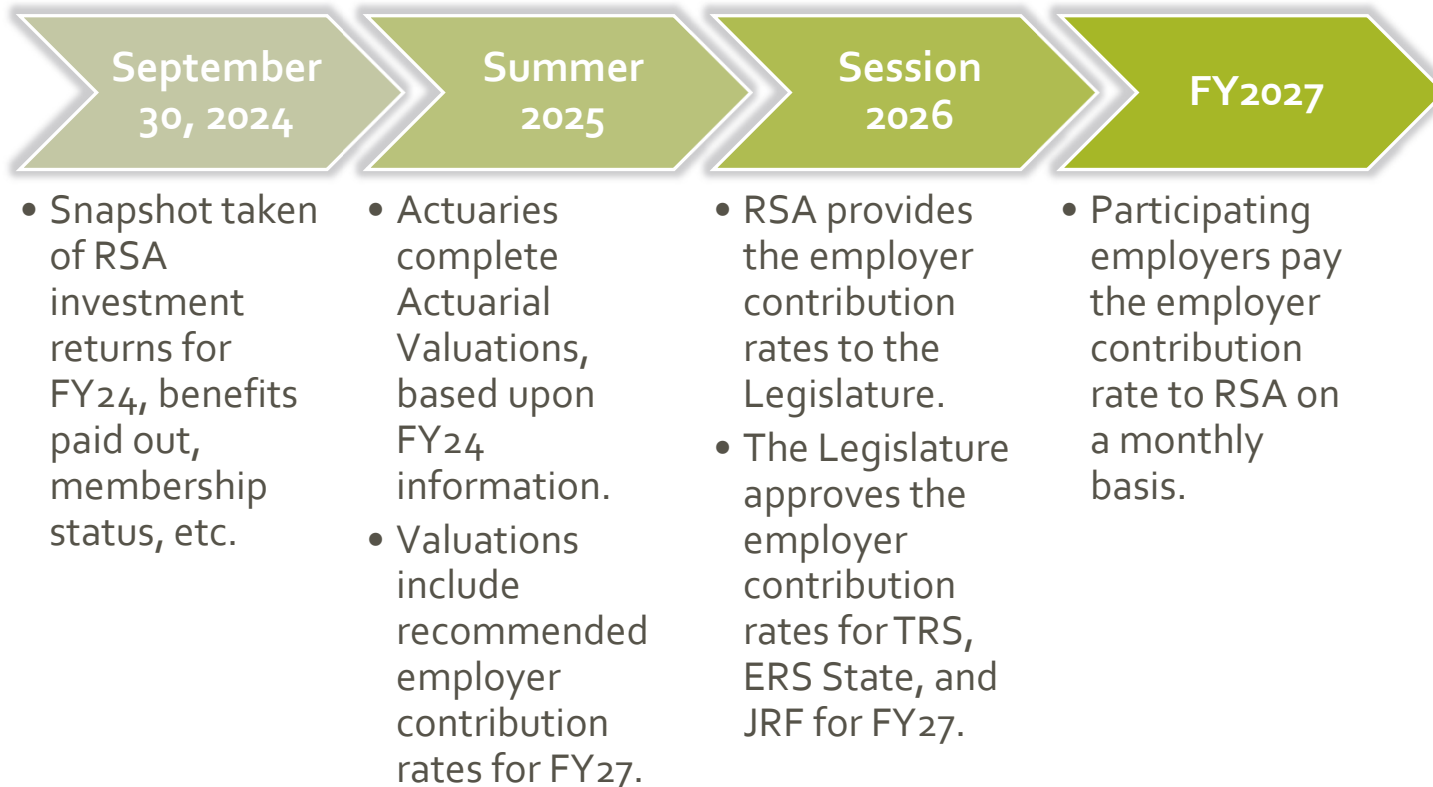 September
30, 2024
• Snapshot taken
of RSA
investment
returns for
FY24, benefits
paid out,
membership
status, etc.
Summer
2025
• Actuaries
complete
Actuarial
Valuations,
based upon
FY24
information.
• Valuations
include
recommended
employer
contribution
rates for FY27.
Session
2026
• RSA provides
the employer
contribution
rates to the
Legislature.
• The Legislature
approves the
employer
contribution
rates for TRS,
ERS State, and
JRF for FY27.
FY2027
• Participating
employers pay
the employer
contribution
rate to RSA on
a monthly
basis.